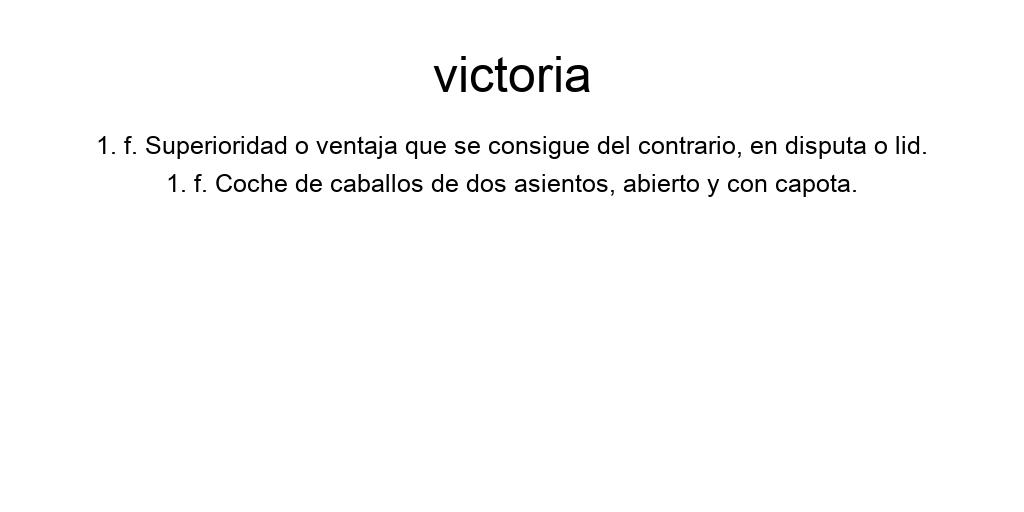 victoria
1. f. Superioridad o ventaja que se consigue del contrario, en disputa o lid.
1. f. Coche de caballos de dos asientos, abierto y con capota.